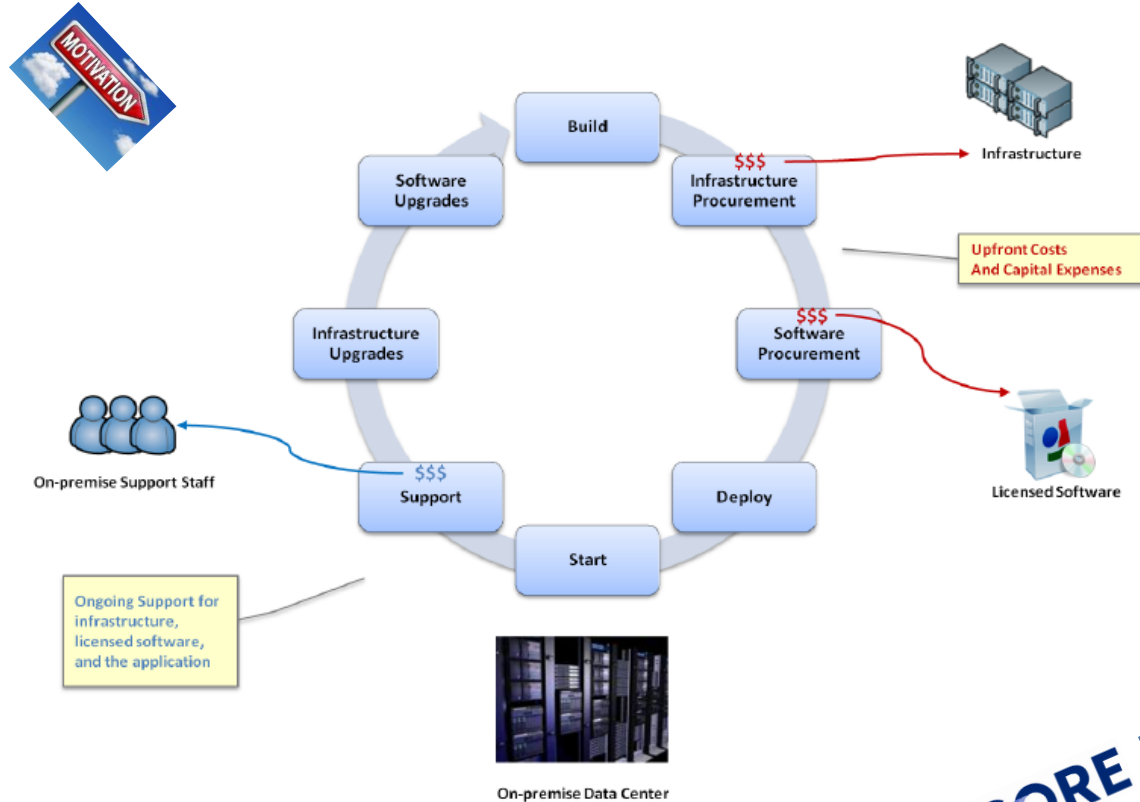 MOTIVATION
Build
$$$
Infrastructure
Procurement
Infrastructure
Upfront Costs
And Capital Expenses
$$$
Software
Procurement
Licensed Software
Deploy
Start
$$$
Support
On-premise Support Staff
Ongoing Support for
infrastructure,
licensed software,
and the application
Infrastructure
Upgrades
Software
Upgrades
On-premise Data Center